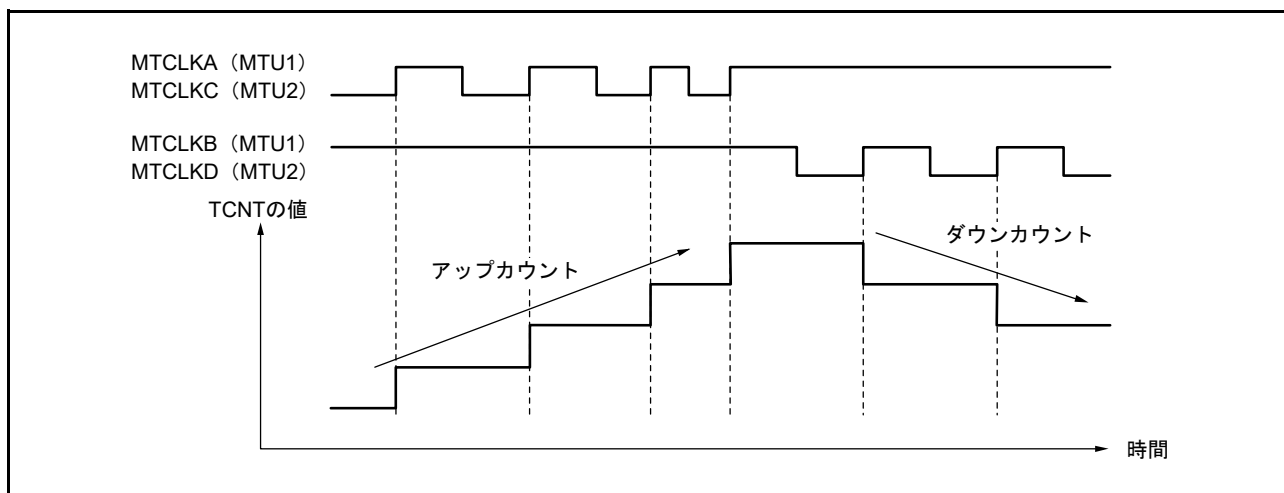 MTCLKA（MTU1）
MTCLKC（MTU2）
MTCLKB（MTU1）
MTCLKD（MTU2）
TCNTの値
アップカウント
ダウンカウント
時間